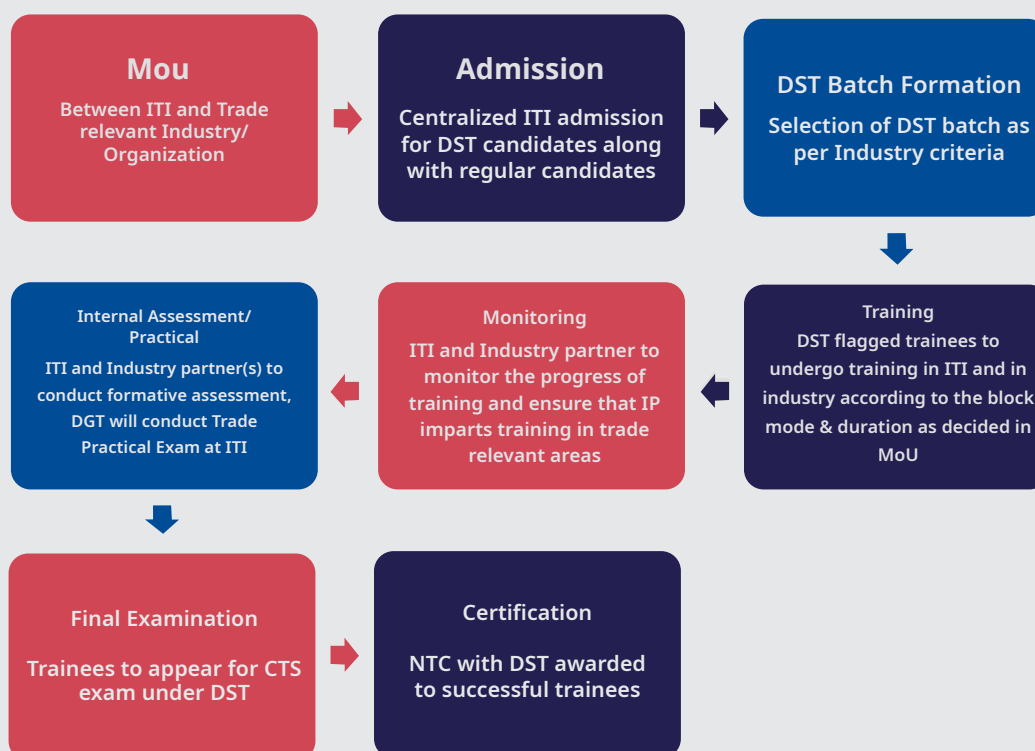 Mou
Between ITI and Trade
relevant Industry/
Organization
Admission
Centralized ITI admission
for DST candidates along
with regular candidates
DST Batch Formation
Selection of DST batch as
per Industry criteria
Training
DST flagged trainees to
undergo training in ITI and in
industry according to the block
mode & duration as decided in
MoU
Monitoring
ITI and Industry partner to
monitor the progress of
training and ensure that IP
imparts training in trade
relevant areas
Internal Assessment/
Practical
ITI and Industry partner(s) to
conduct formative assessment,
DGT will conduct Trade
Practical Exam at ITI
Final Examination
Trainees to appear for CTS
exam under DST
Certification
NTC with DST awarded
to successful trainees